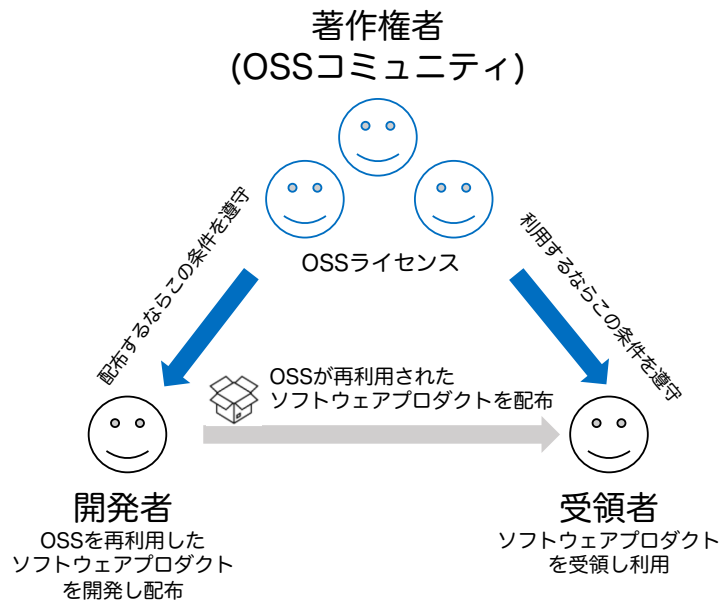 著作権者
(OSSコミュニティ)
OSSライセンス
配布するならこの条件を遵守
利用するならこの条件を遵守
OSSが再利用された
ソフトウェアプロダクトを配布
開発者
OSSを再利用した
ソフトウェアプロダクト
を開発し配布
受領者
ソフトウェアプロダクト
を受領し利用